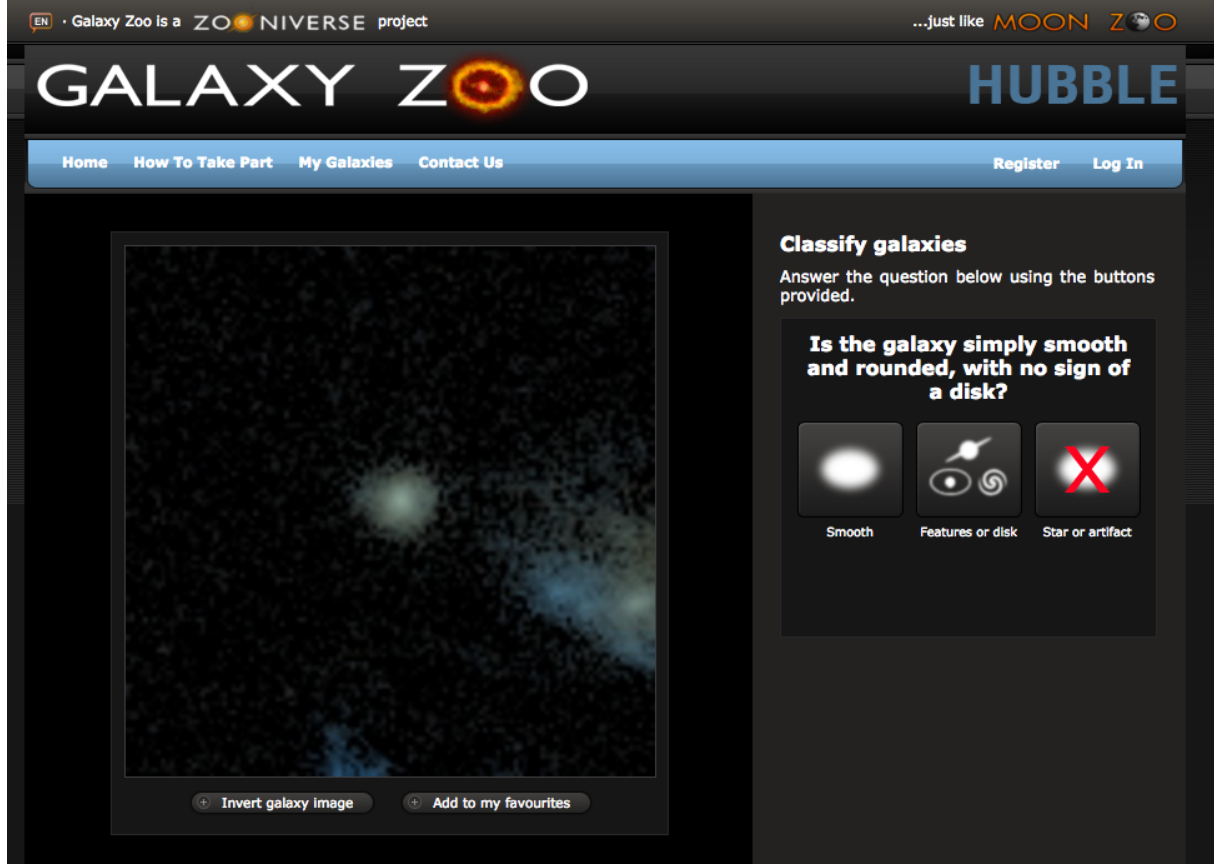 EN · Galaxy Zoo is a ZOONIVERSE project ...just like MOON ZOO
GALAXY ZOO HUBBLE
Home How To Take Part My Galaxies Contact Us Register Log In
Classify galaxies
Answer the question below using the buttons
provided.
Is the galaxy simply smooth
and rounded, with no sign of
a disk?
X
Smooth Features or disk Star or artifact
Invert galaxy image Add to my favourites